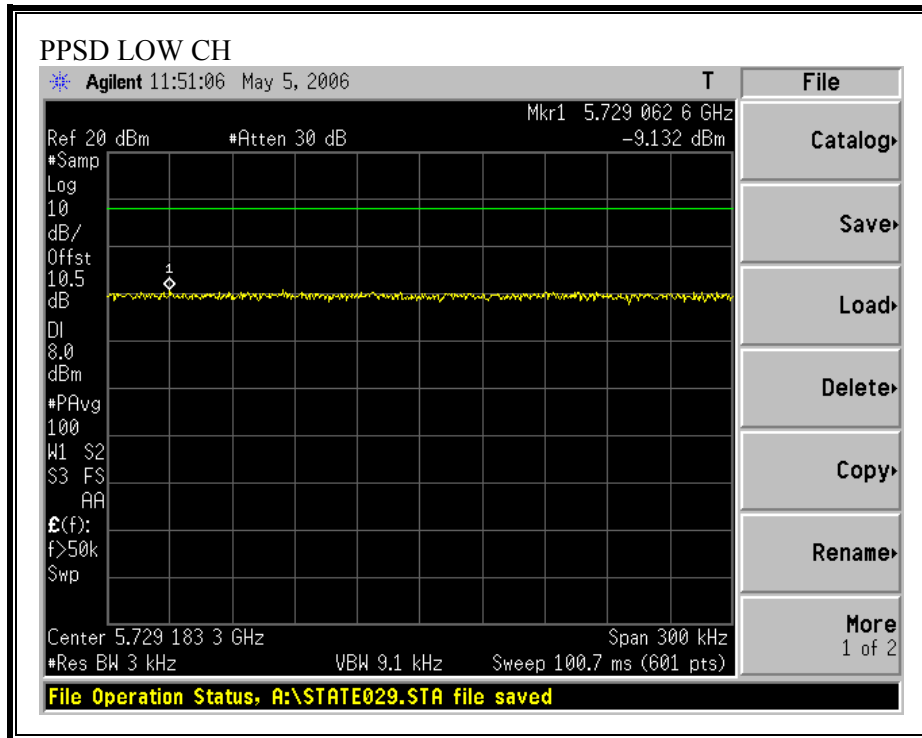 PPSD LOW CH
Agilent 11:51:06 May 5, 2006 T
File
Mkr1 5.729 062 6 GHz
Ref 20 dBm #Atten 30 dB -9.132 dBm
#Samp
Log
10
dB/
Offst
10.5
dB
DI
8.0
dBm
#PAvg
100
W1 S2
S3 FS
AA
£(f):
f>50k
Swp
1
Center 5.729 183 3 GHz Span 300 kHz
#Res BW 3 kHz VBW 9.1 kHz Sweep 100.7 ms (601 pts)
File Operation Status, A:\STATE029.STA file saved
Catalog
Save
Load
Delete
Copy
Rename
More
1 of 2